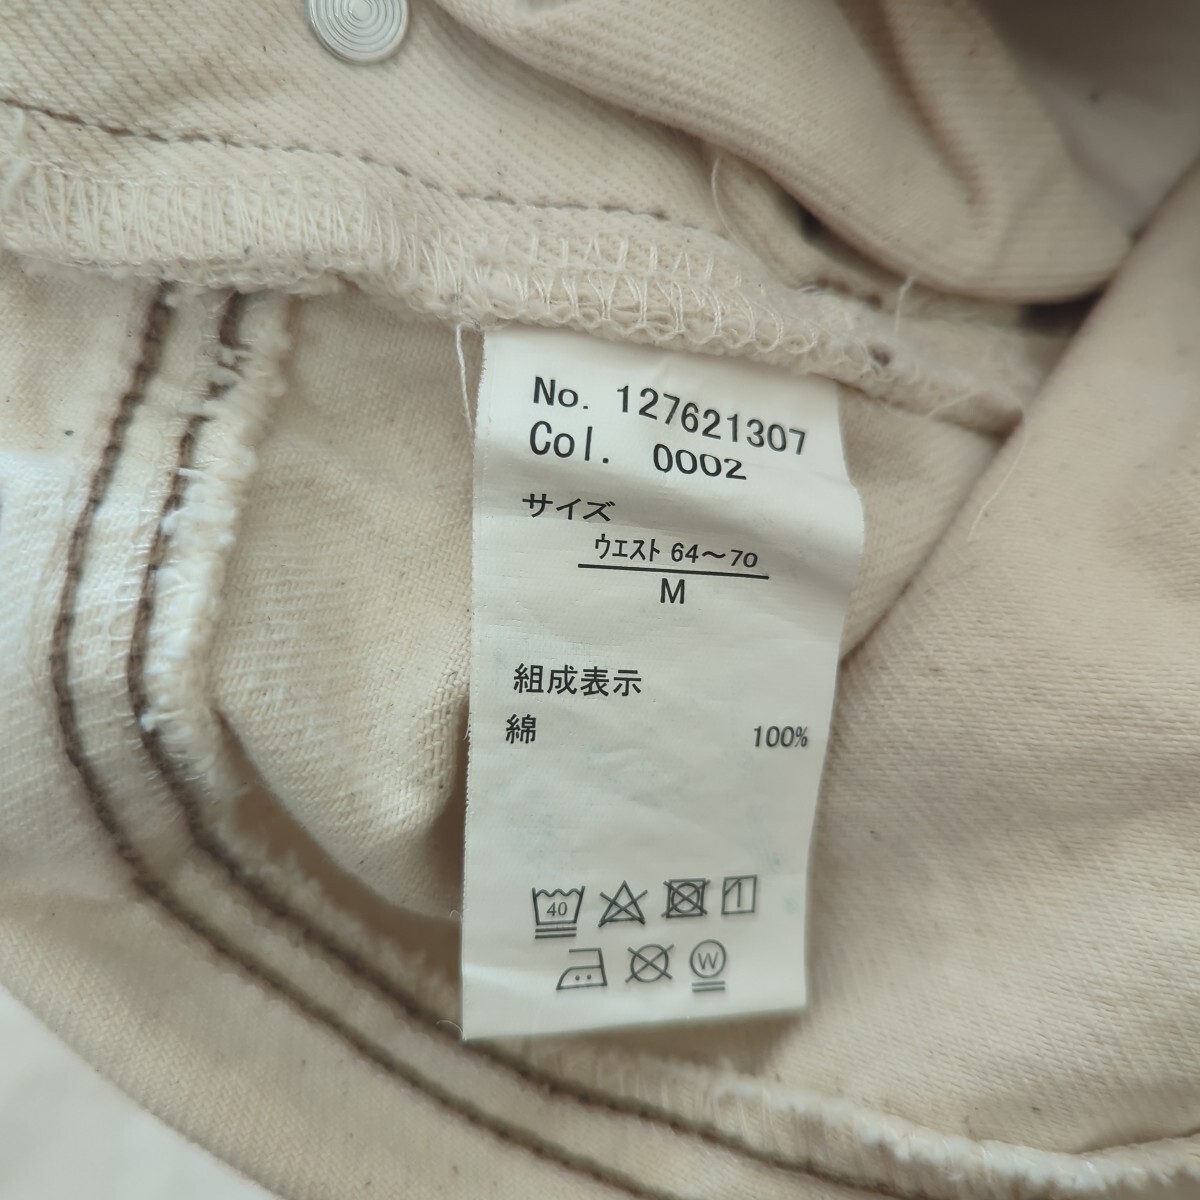 No. 127621307
Col. 0002
サイズ
ウエスト 64～70
M
組成表示
綿 100%
40
W